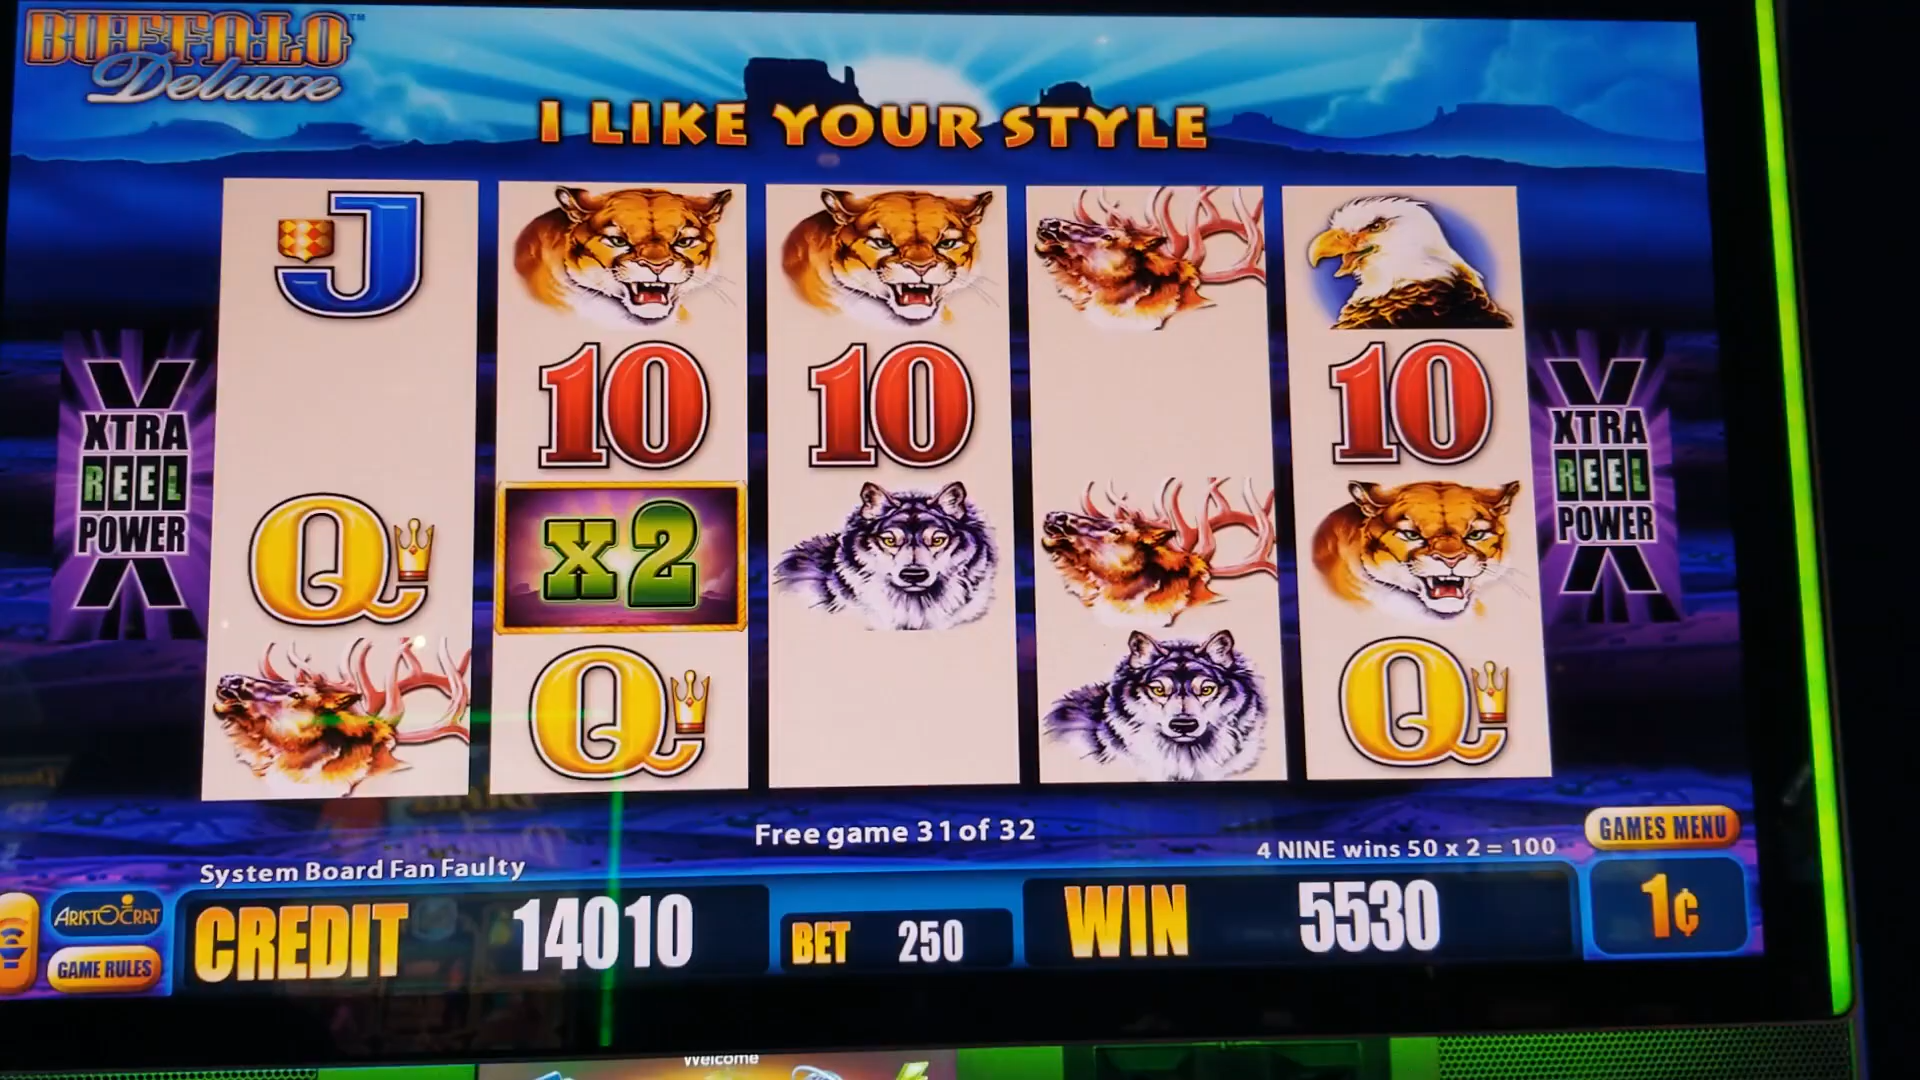 BUFFALO™
Deluxe
I LIKE YOUR STYLE
J
10
10
10
XTRA
REEL
POWER
XTRA
REEL
POWER
Q
X2
Q
Q
Free game 31 of 32
4 NINE wins 50 x 2 = 100
GAMES MENU
System Board Fan Faulty
ARISTOCRAT
GAME RULES
CREDIT 14010
BET 250
WIN 5530
1¢
Welcome